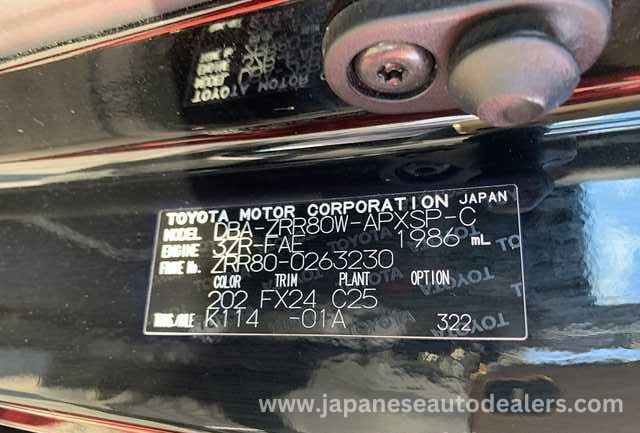 TOYOTA MOTOR CORPORATION JAPAN
MODEL DBA-ZRR80W-APXSP-C
ENGINE 3ZR-FAE 1986 mL
FRAME No. ZRR80-0263230
COLOR TRIM PLANT OPTION
202 FX24 C25
TRANS/AXLE K114 -01A 322
www.japaneseautodealers.com